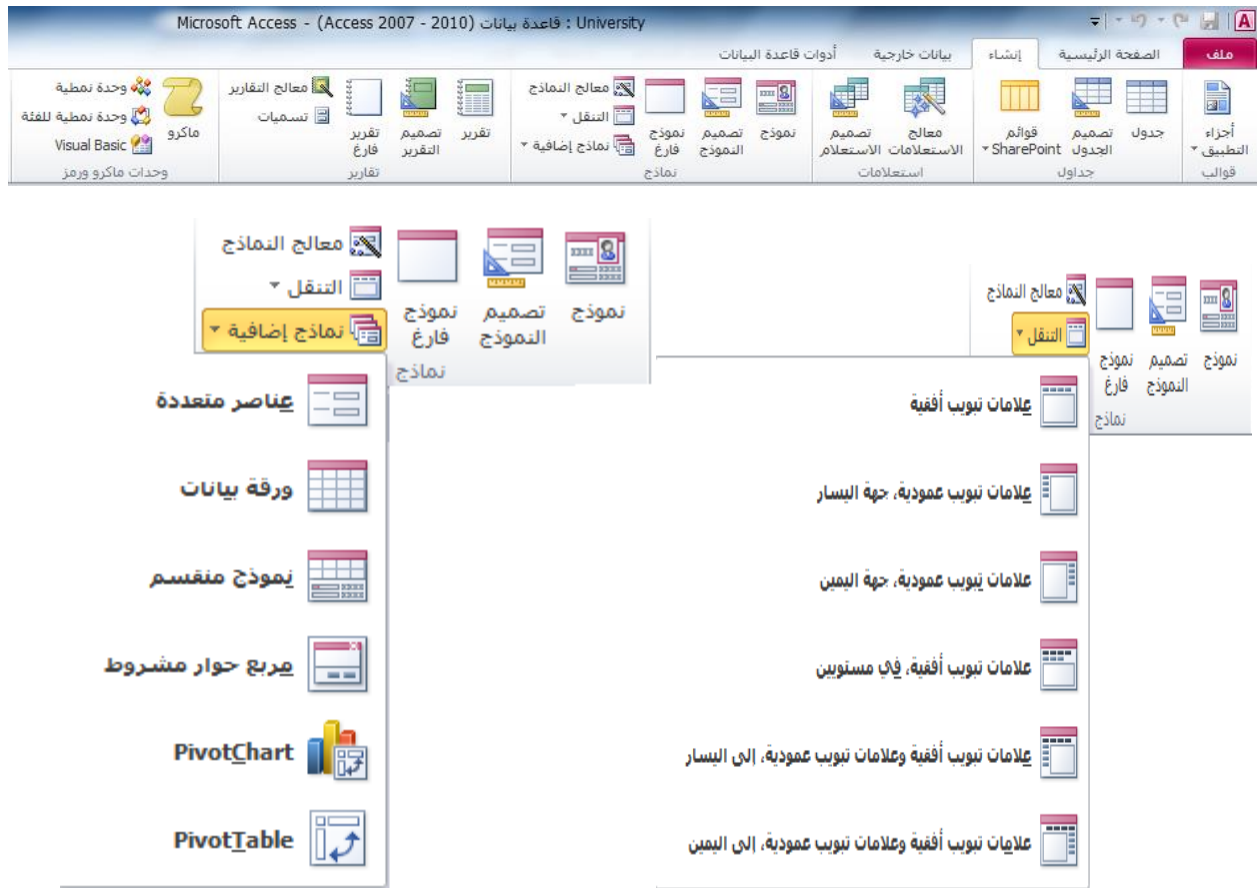 University : قاعدة بيانات (Access 2007 - 2010) - Microsoft Access
ملف الصفحة الرئيسية إنشاء بيانات خارجية أدوات قاعدة البيانات
أجزاء التطبيق
قوالب
جدول
تصميم الجدول
قوائم SharePoint
جداول
معالج الاستعلامات
تصميم الاستعلام
استعلامات
نموذج
تصميم النموذج
نموذج فارغ
معالج النماذج
التنقل
نماذج إضافية
نماذج
تقرير
تصميم التقرير
تقرير فارغ
معالج التقارير
تسميات
تقارير
ماكرو
وحدة نمطية
وحدة نمطية للفئة
Visual Basic
وحدات ماكرو ورمز
نموذج
تصميم النموذج
نموذج فارغ
معالج النماذج
التنقل
نماذج
علامات تبويب أفقية
علامات تبويب عمودية، جهة اليسار
علامات تبويب عمودية، جهة اليمين
علامات تبويب أفقية، في مستويين
علامات تبويب أفقية وعلامات تبويب عمودية، إلى اليسار
علامات تبويب أفقية وعلامات تبويب عمودية، إلى اليمين
نموذج
تصميم النموذج
نموذج فارغ
معالج النماذج
التنقل
نماذج إضافية
نماذج
عناصر متعددة
ورقة بيانات
نموذج منقسم
مربع حوار مشروط
PivotChart
PivotTable